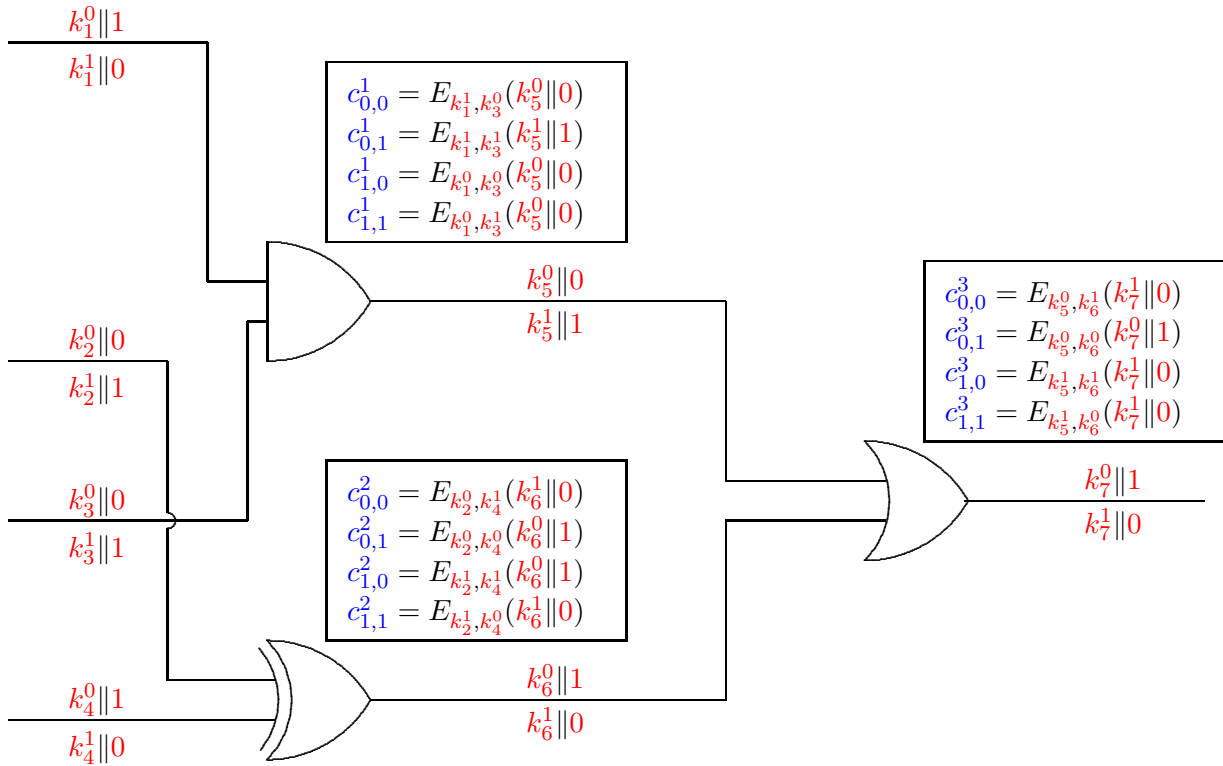 k_1^0‖1
k_1^1‖0
c_{0,0}^1 = E_{k_1^1,k_3^0}(k_5^0‖0)
c_{0,1}^1 = E_{k_1^1,k_3^1}(k_5^1‖1)
c_{1,0}^1 = E_{k_1^0,k_3^0}(k_5^0‖0)
c_{1,1}^1 = E_{k_1^0,k_3^1}(k_5^0‖0)
k_5^0‖0
k_5^1‖1
k_2^0‖0
k_2^1‖1
c_{0,0}^3 = E_{k_5^0,k_6^1}(k_7^1‖0)
c_{0,1}^3 = E_{k_5^0,k_6^0}(k_7^0‖1)
c_{1,0}^3 = E_{k_5^1,k_6^1}(k_7^1‖0)
c_{1,1}^3 = E_{k_5^1,k_6^0}(k_7^1‖0)
k_3^0‖0
k_3^1‖1
c_{0,0}^2 = E_{k_2^0,k_4^1}(k_6^1‖0)
c_{0,1}^2 = E_{k_2^0,k_4^0}(k_6^0‖1)
c_{1,0}^2 = E_{k_2^1,k_4^1}(k_6^0‖1)
c_{1,1}^2 = E_{k_2^1,k_4^0}(k_6^1‖0)
k_7^0‖1
k_7^1‖0
k_4^0‖1
k_4^1‖0
k_6^0‖1
k_6^1‖0